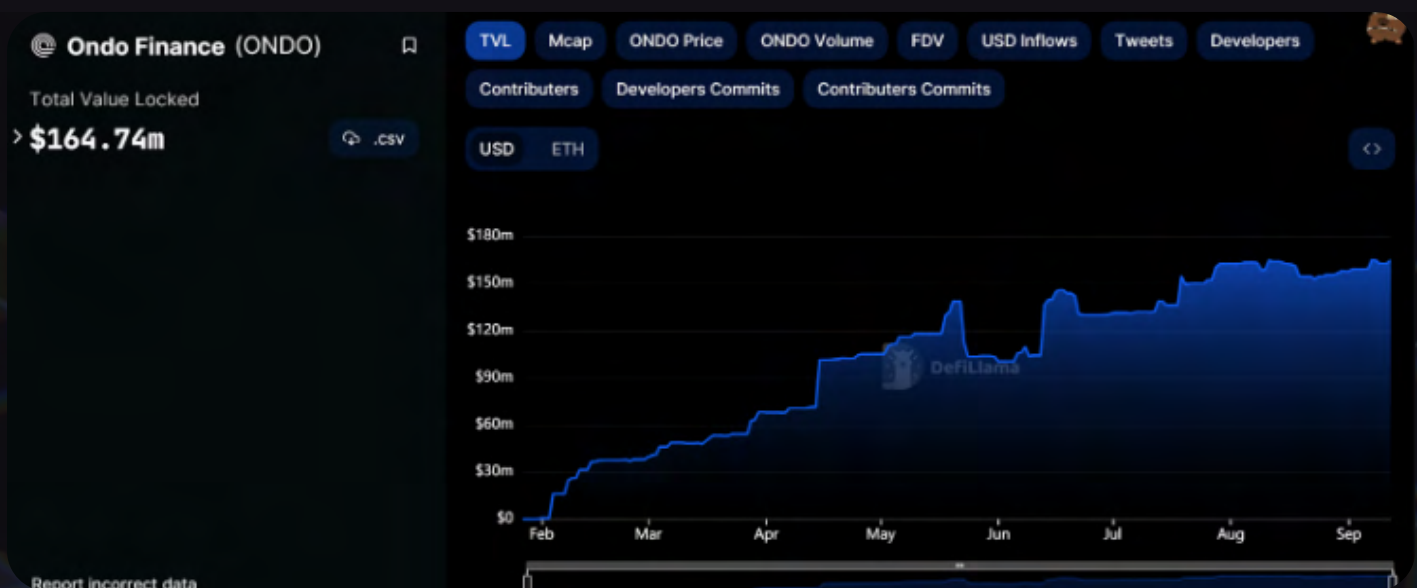 Ondo Finance (ONDO)
Total Value Locked
$164.74m
.csv
Report incorrect data
TVL Mcap ONDO Price ONDO Volume FDV USD Inflows Tweets Developers
Contributers Developers Commits Contributers Commits
USD ETH
$180m
$150m
$120m
$90m
$60m
$30m
$0
DefiLlama
Feb Mar Apr May Jun Jul Aug Sep